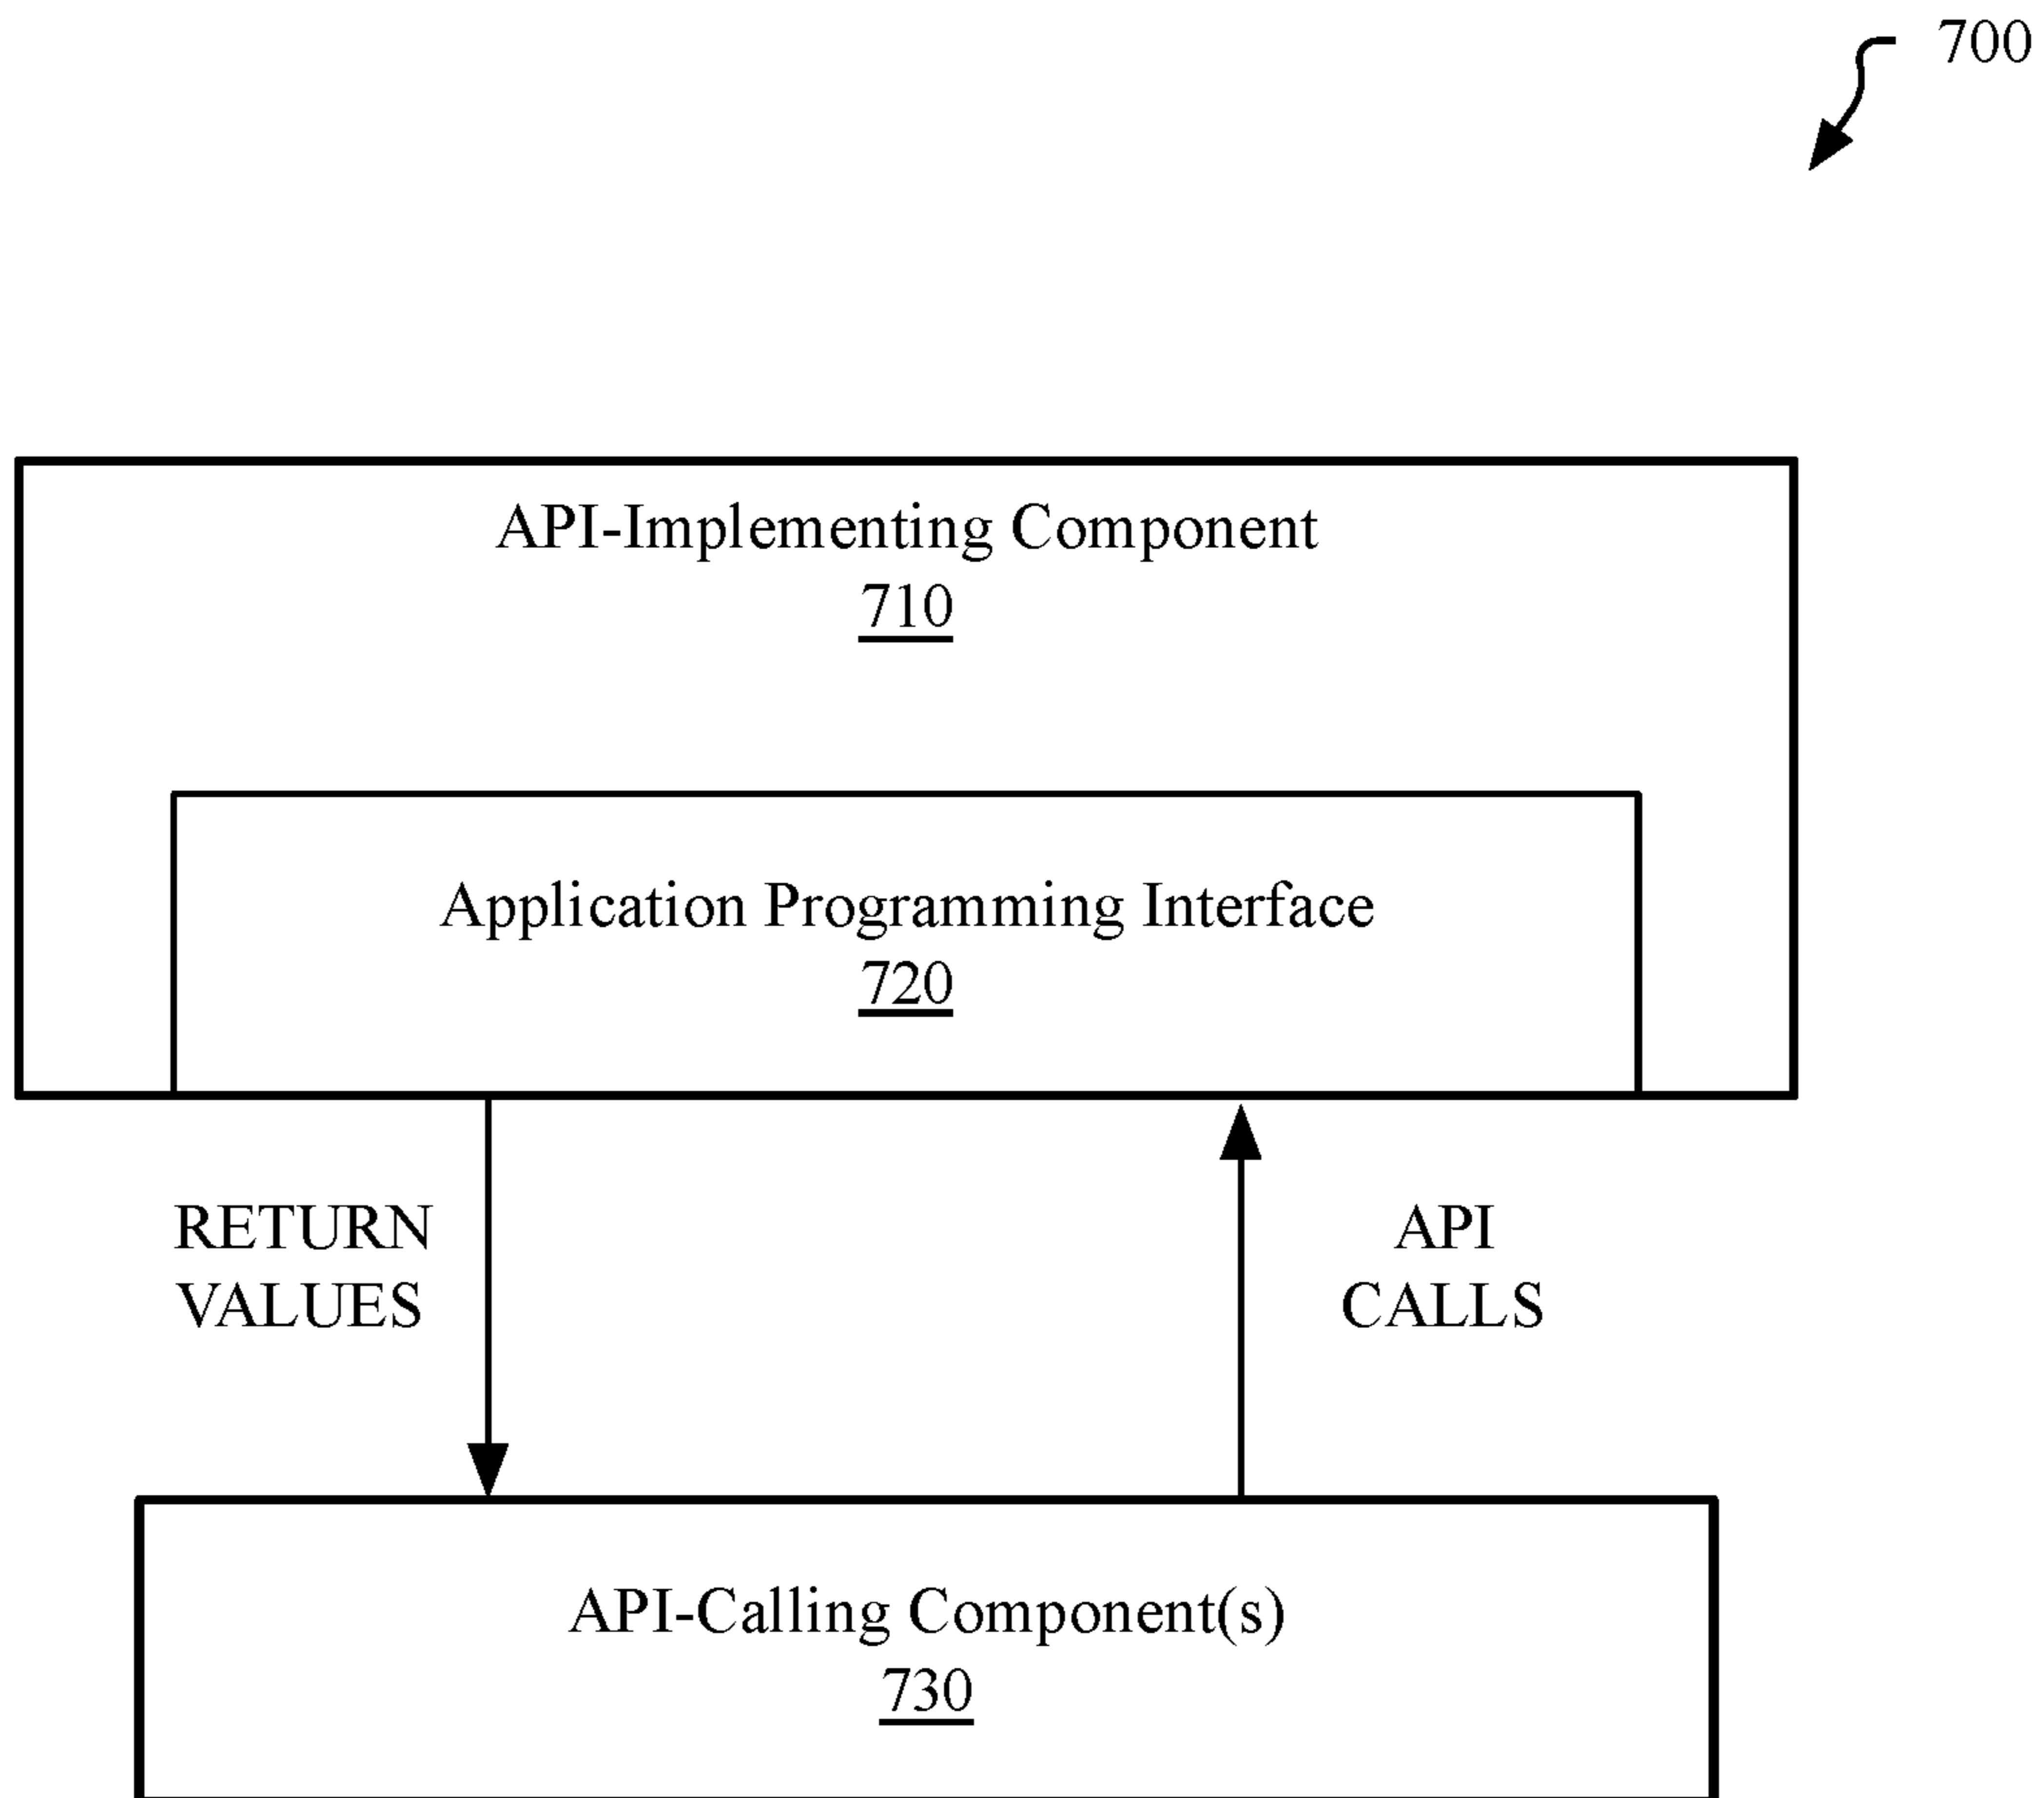 700
API-Implementing Component
710
Application Programming Interface
720
RETURN
VALUES
API
CALLS
API-Calling Component(s)
730